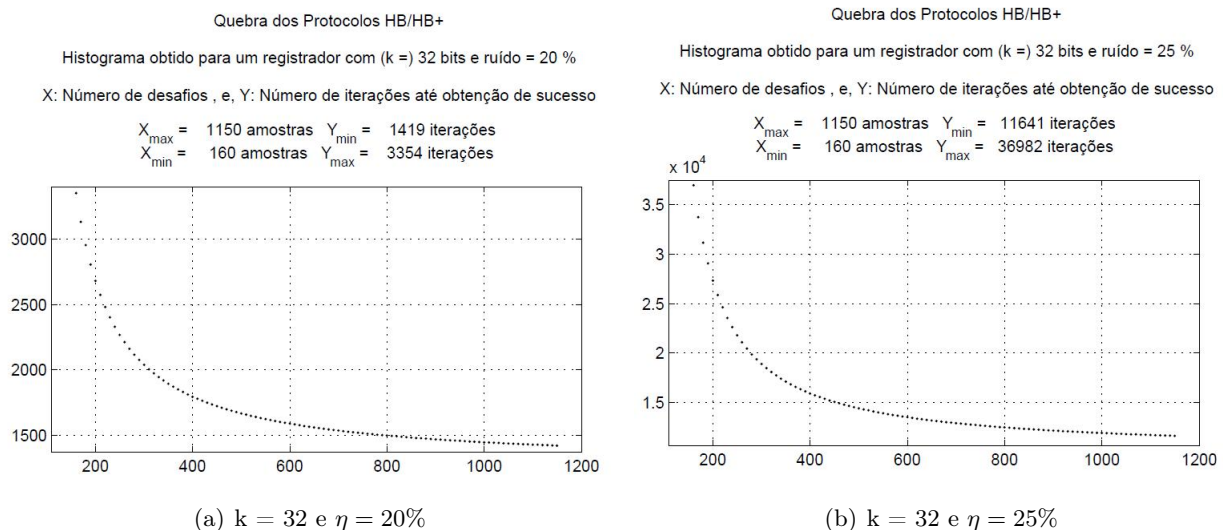 Quebra dos Protocolos HB/HB+
Histograma obtido para um registrador com (k =) 32 bits e ruído = 20 %
X: Número de desafios , e, Y: Número de iterações até obtenção de sucesso
Xmax = 1150 amostras Ymin = 1419 iterações
Xmin = 160 amostras Ymax = 3354 iterações
3000
2500
2000
1500
200 400 600 800 1000 1200
(a) k = 32 e η = 20%
Quebra dos Protocolos HB/HB+
Histograma obtido para um registrador com (k =) 32 bits e ruído = 25 %
X: Número de desafios , e, Y: Número de iterações até obtenção de sucesso
Xmax = 1150 amostras Ymin = 11641 iterações
Xmin = 160 amostras Ymax = 36982 iterações
x 10^4
3.5
3
2.5
2
1.5
200 400 600 800 1000 1200
(b) k = 32 e η = 25%